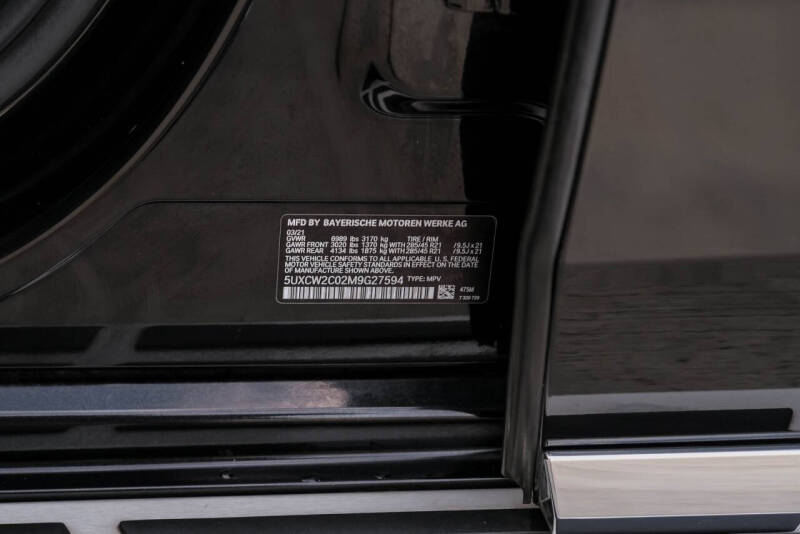 MFD BY BAYERISCHE MOTOREN WERKE AG
03/21
GVWR 6989 lbs 3170 kg TIRE / RIM
GAWR FRONT 3020 lbs 1370 kg WITH 285/45 R21 /9.5J x 21
GAWR REAR 4134 lbs 1875 kg WITH 285/45 R21 /9.5J x 21
THIS VEHICLE CONFORMS TO ALL APPLICABLE U.S. FEDERAL
MOTOR VEHICLE SAFETY STANDARDS IN EFFECT ON THE DATE
OF MANUFACTURE SHOWN ABOVE.
5UXCW2C02M9G27594 TYPE: MPV
475M